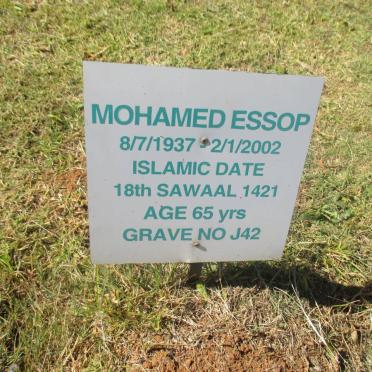 MOHAMED ESSOP
8/7/1937 - 2/1/2002
ISLAMIC DATE
18th SAWAAL 1421
AGE 65 yrs
GRAVE NO J42